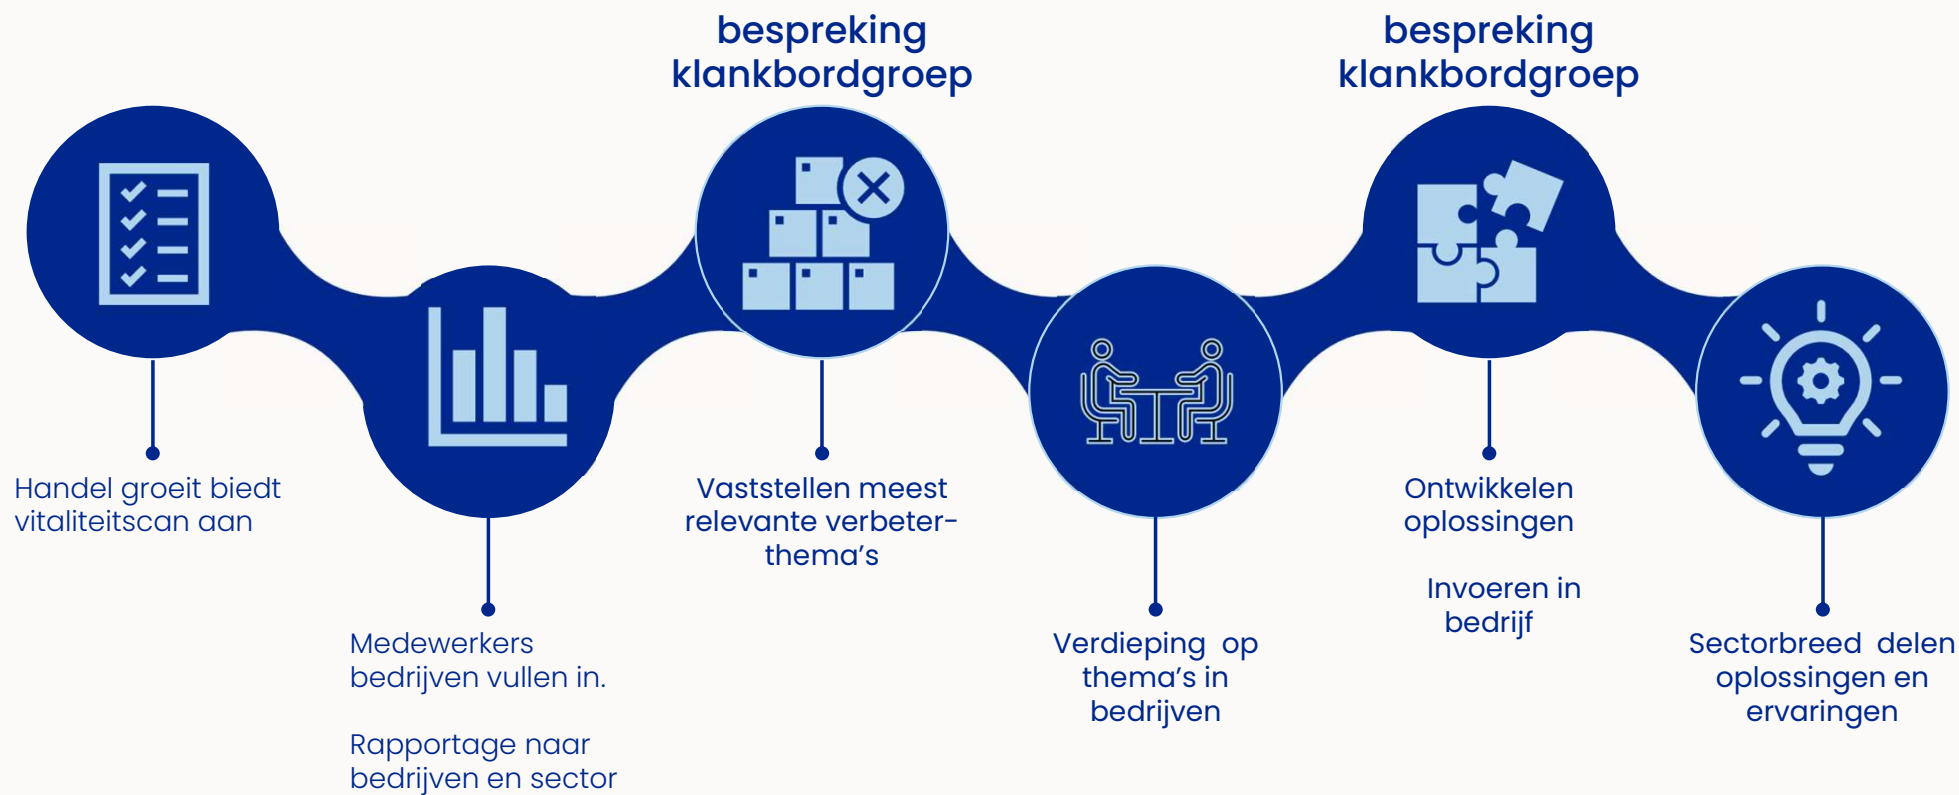 bespreking
klankbordgroep
bespreking
klankbordgroep
Handel groeit biedt
vitaliteitscan aan
Medewerkers
bedrijven vullen in.
Rapportage naar
bedrijven en sector
Vaststellen meest
relevante verbeter-
thema’s
Verdieping  op
thema’s in
bedrijven
Ontwikkelen
oplossingen
Invoeren in
bedrijf
Sectorbreed  delen
oplossingen en
ervaringen